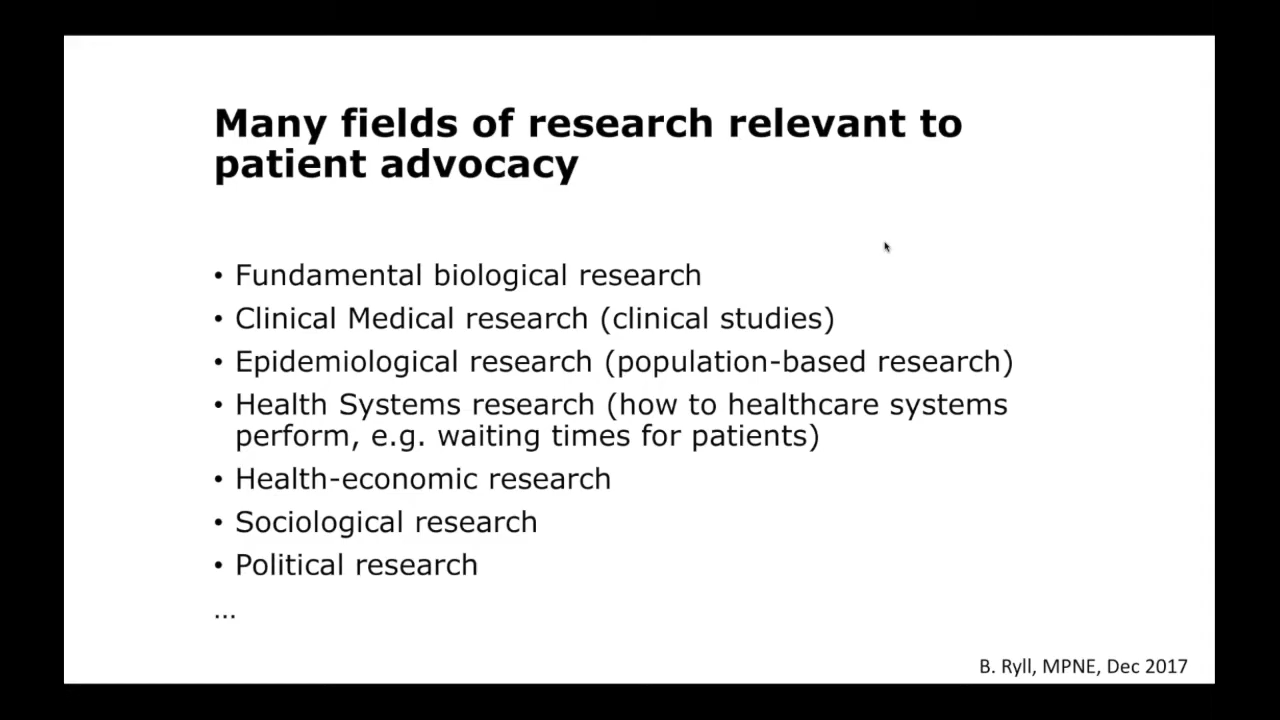 Many fields of research relevant to
patient advocacy
• Fundamental biological research
• Clinical Medical research (clinical studies)
• Epidemiological research (population-based research)
• Health Systems research (how to healthcare systems
perform, e.g. waiting times for patients)
• Health-economic research
• Sociological research
• Political research
...
B. Ryll, MPNE, Dec 2017